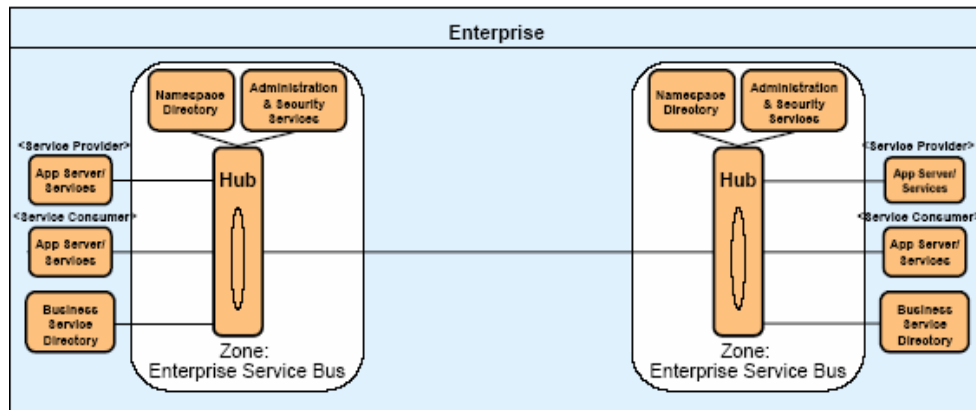 Enterprise
Namespace
Directory
Administration
& Security
Services
<Service Provider>
App Server/
Services
Hub
<Service Consumer>
App Server/
Services
Business
Service
Directory
Zone:
Enterprise Service Bus
Namespace
Directory
Administration
& Security
Services
<Service Provider>
Hub
App Server/
Services
<Service Consumer>
App Server/
Services
Business
Service
Directory
Zone:
Enterprise Service Bus